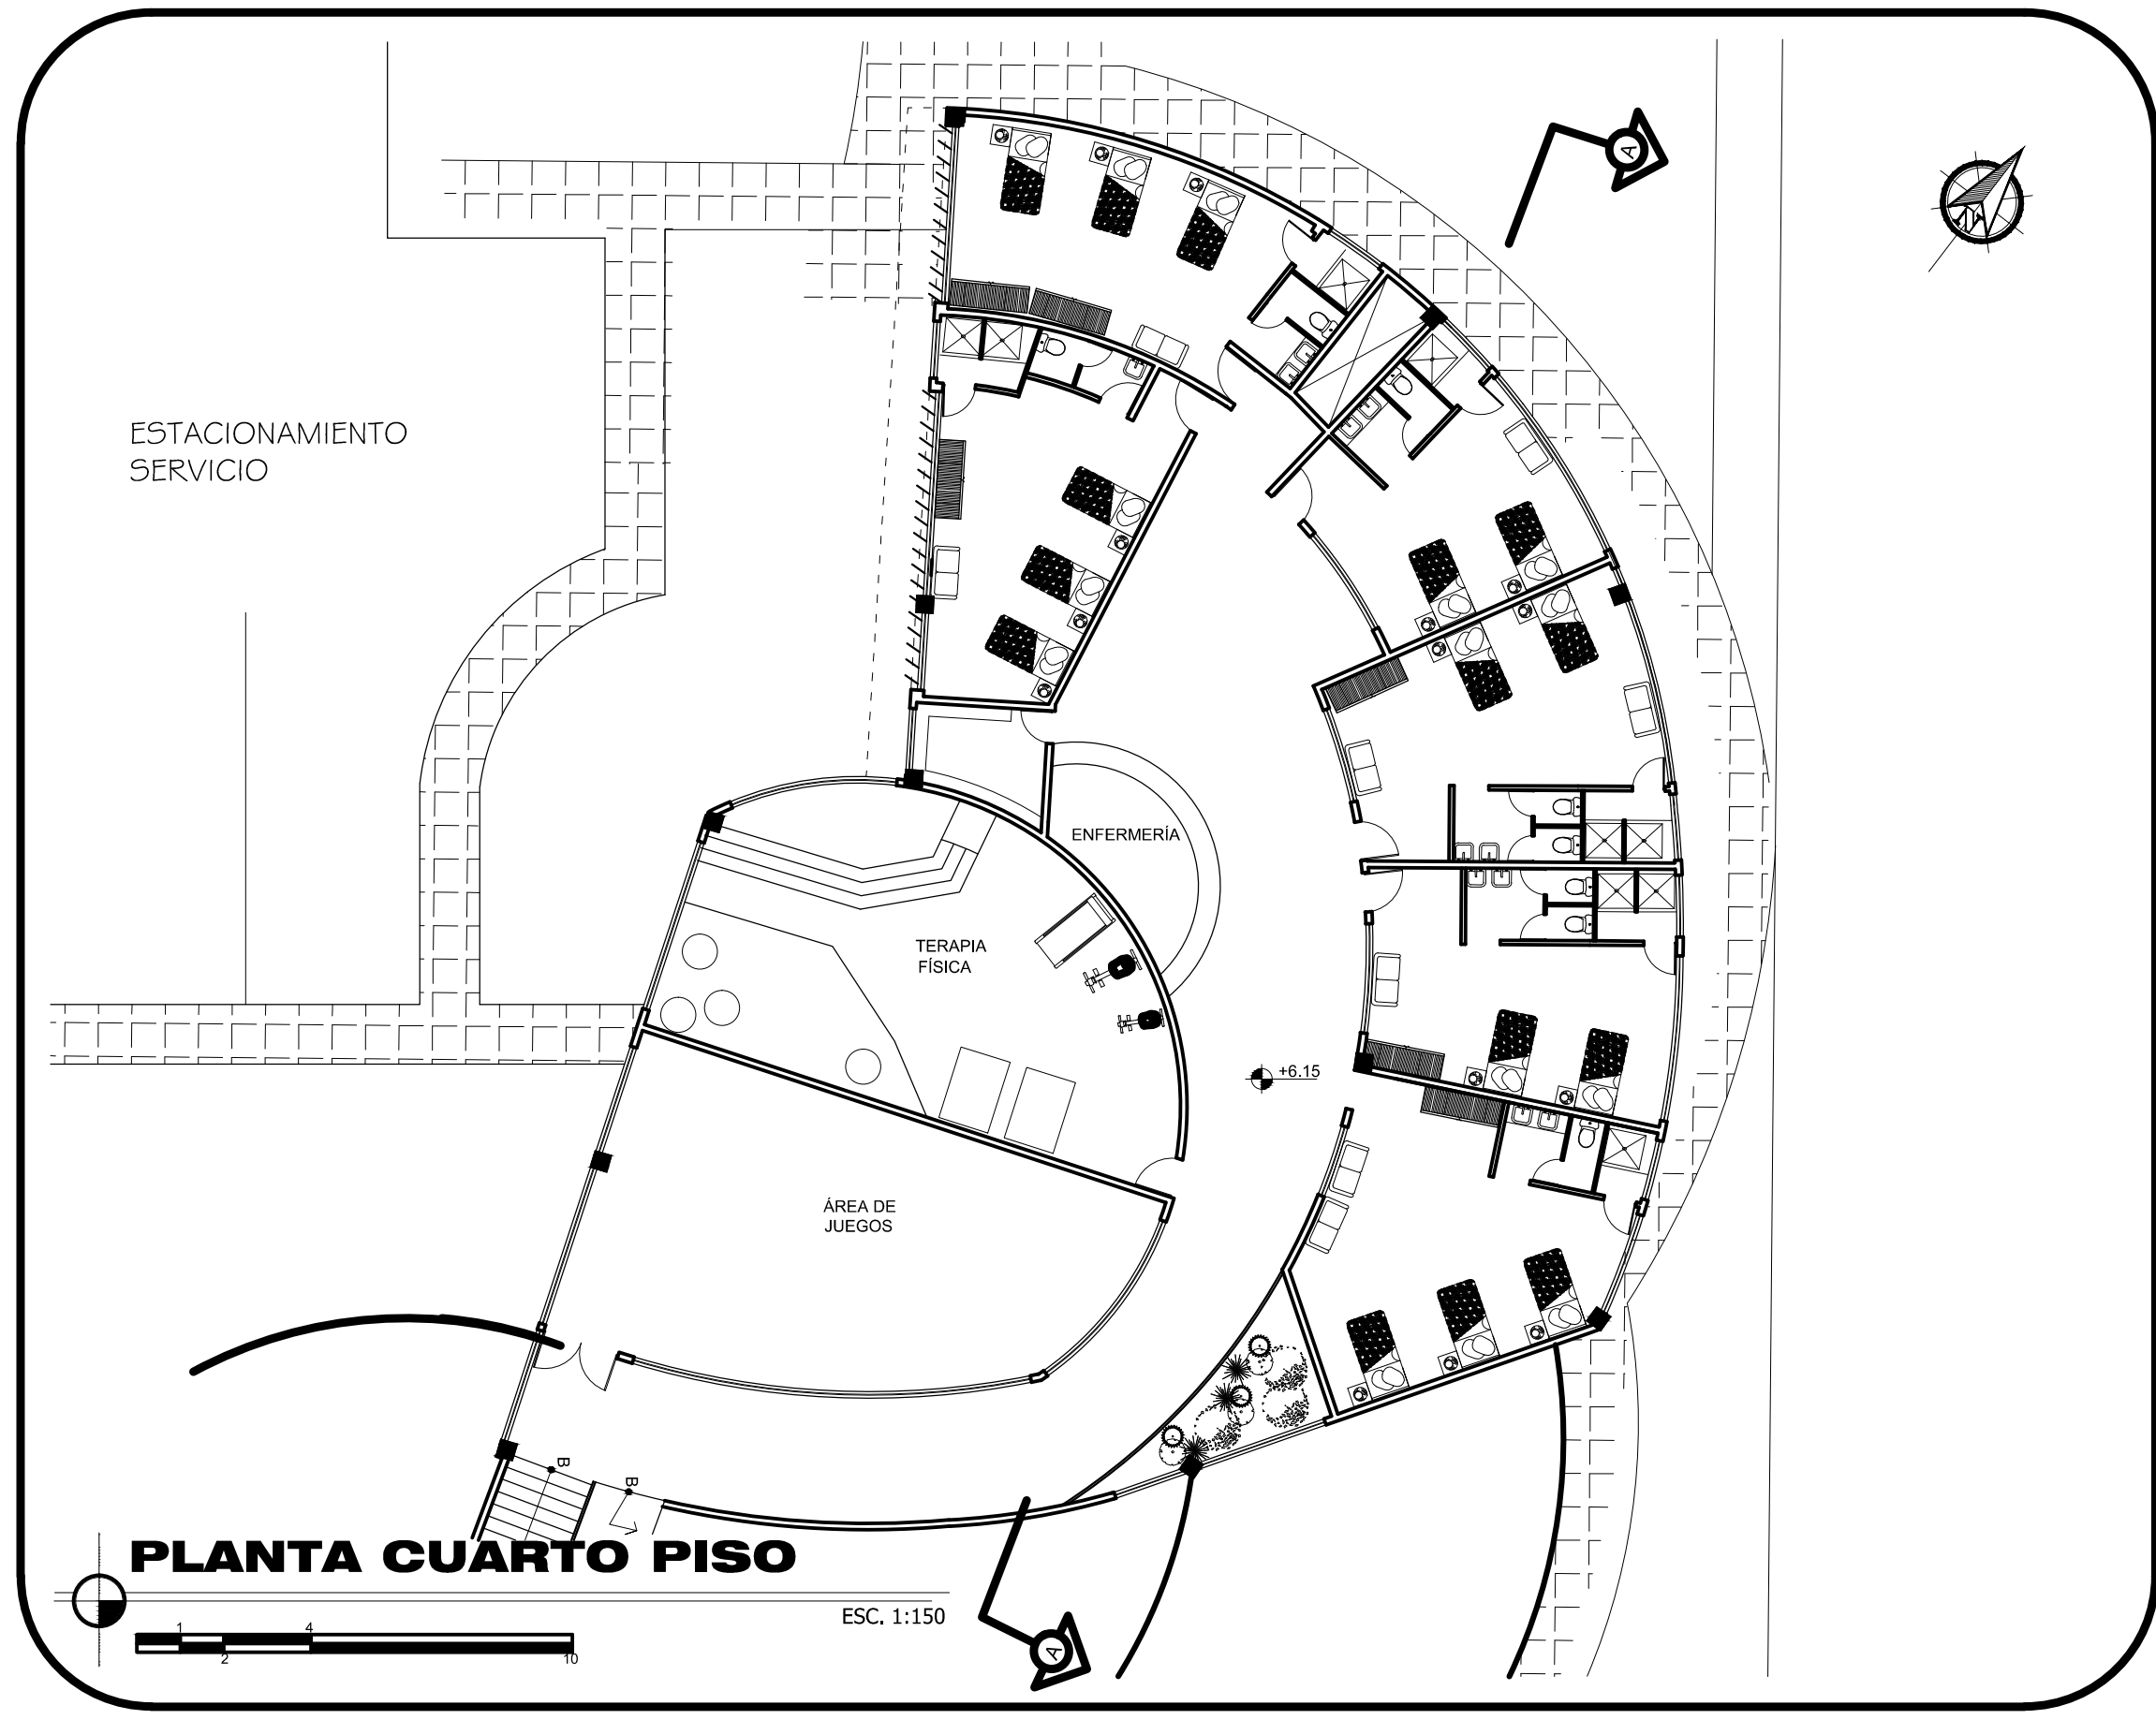 A
N
ESTACIONAMIENTO
SERVICIO
ENFERMERÍA
TERAPIA
FÍSICA
+6.15
ÁREA DE
JUEGOS
B
B
PLANTA CUARTO PISO
ESC. 1:150
1
4
2
10
A